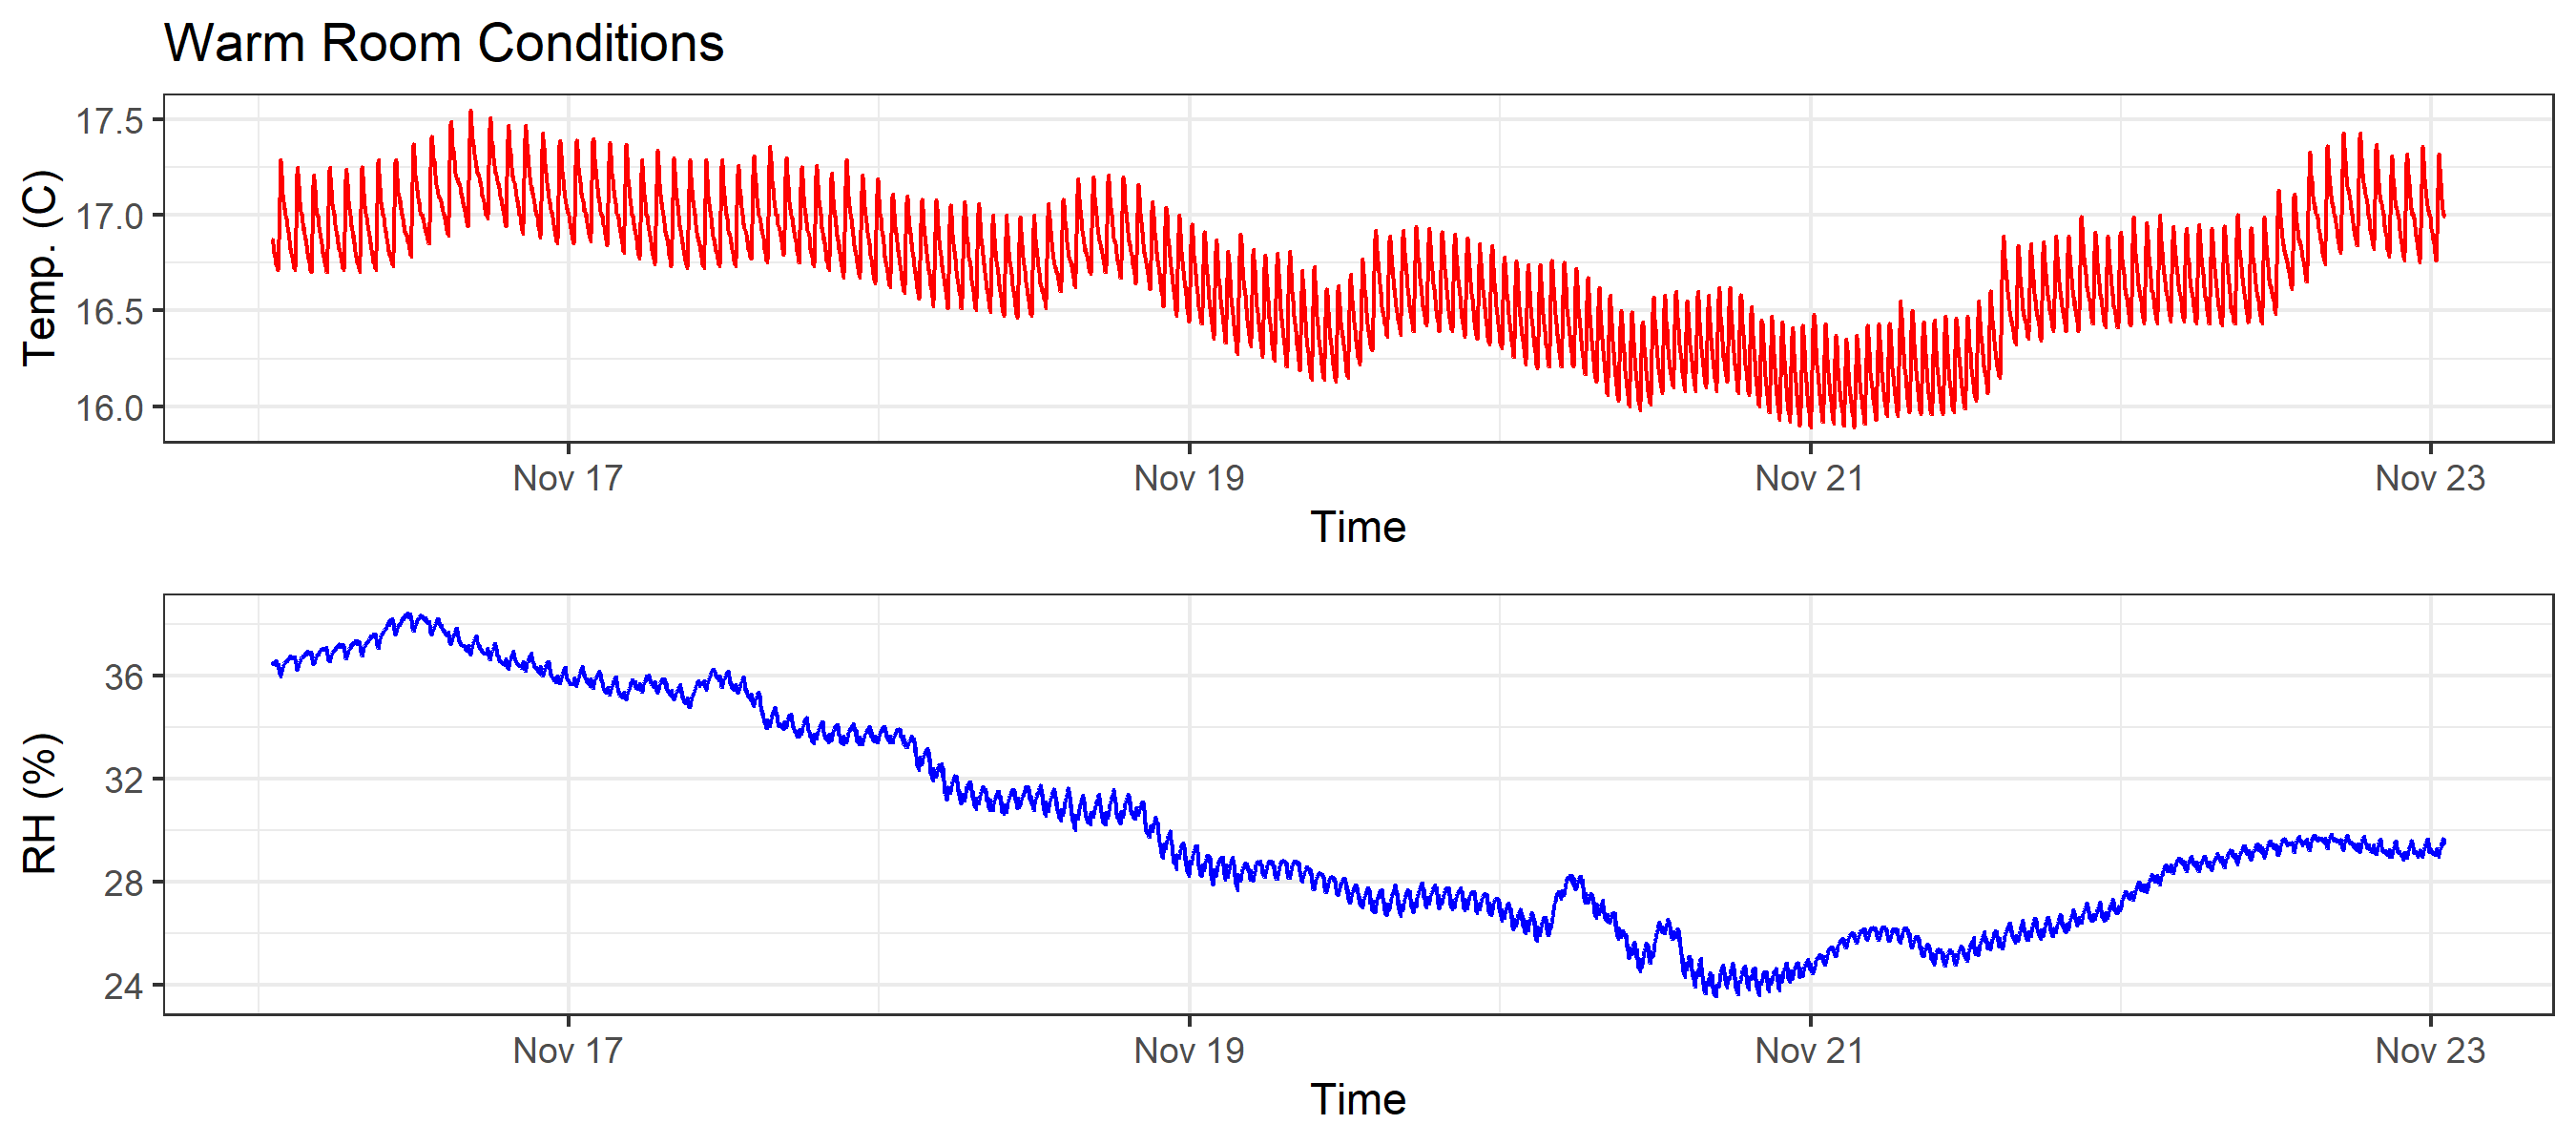 Warm Room Conditions
Temp. (C)
17.5
17.0
16.5
16.0
Nov 17 Nov 19 Nov 21 Nov 23
Time
RH (%)
36
32
28
24
Nov 17 Nov 19 Nov 21 Nov 23
Time